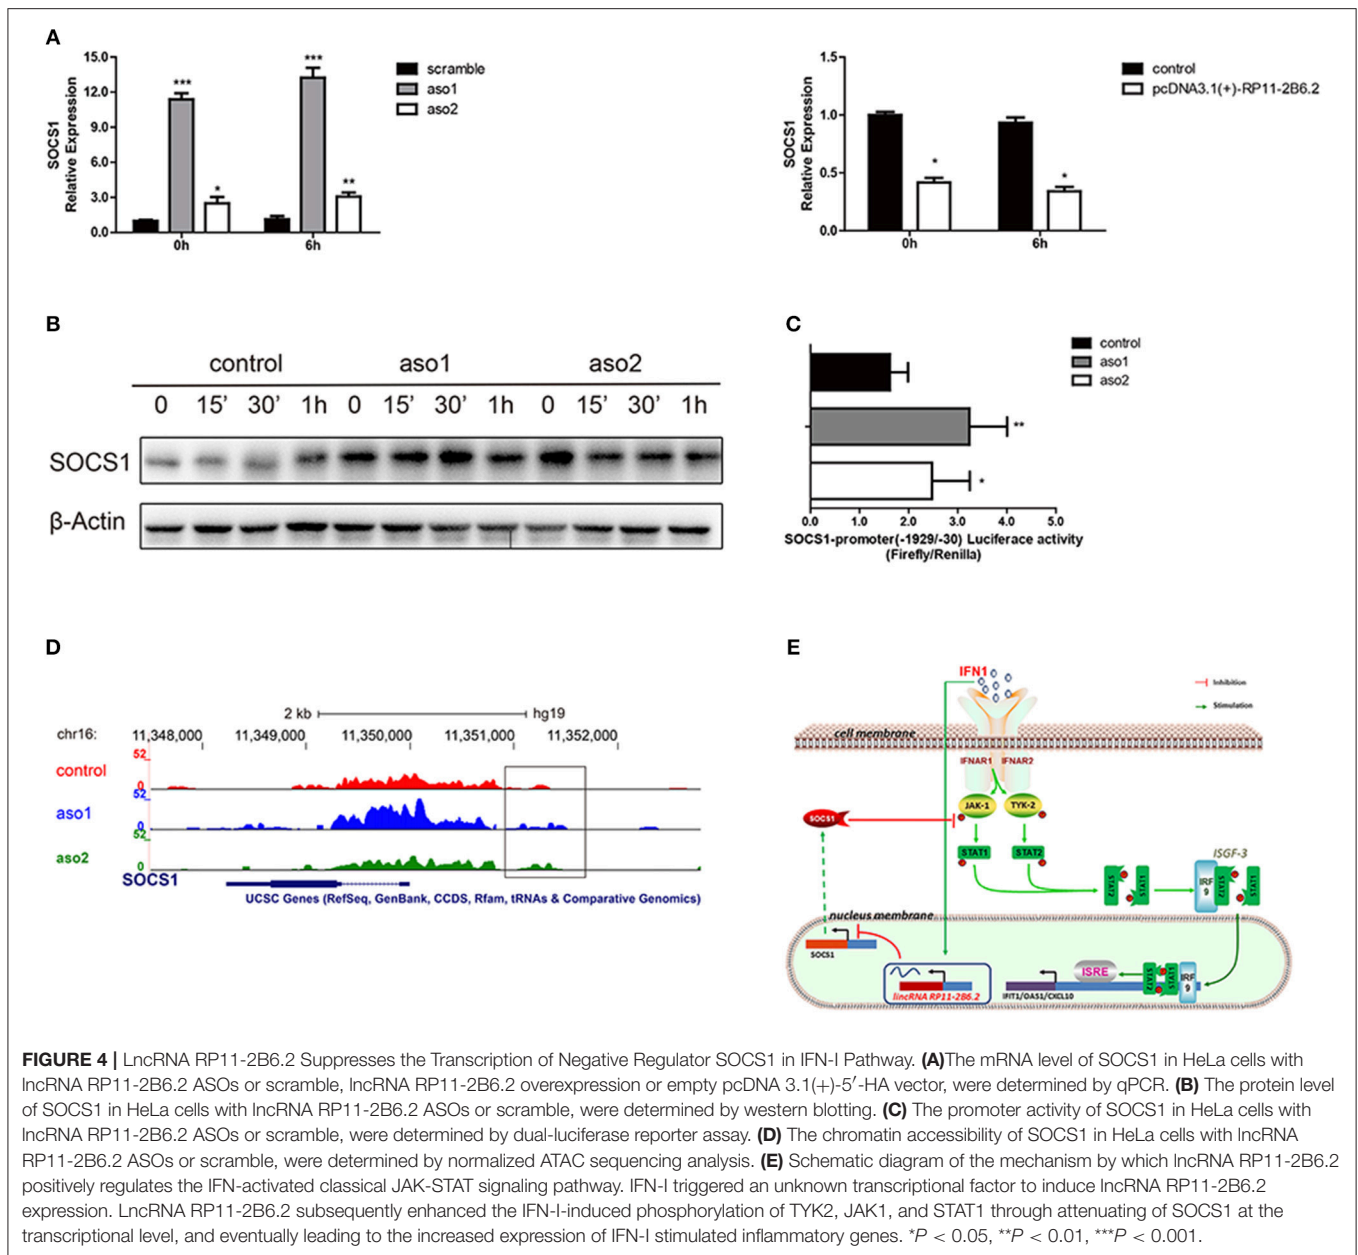 A
15.0
12.0
9.0
6.0
3.0
0.0
SOCS1
Relative Expression
***
*
***
**
0h
6h
scramble
aso1
aso2
1.5
1.0
0.5
0.0
SOCS1
Relative Expression
*
*
0h
6h
control
pcDNA3.1(+)-RP11-2B6.2
B
control aso1 aso2
0 15' 30' 1h 0 15' 30' 1h 0 15' 30' 1h
SOCS1
β-Actin
C
control
aso1
aso2
**
*
0.0 1.0 2.0 3.0 4.0 5.0
SOCS1-promoter(-1929/-30) Luciferace activity
(Firefly/Renilla)
D
2 kb hg19
chr16: 11,348,000 11,349,000 11,350,000 11,351,000 11,352,000
52
control
0
52
aso1
0
52
aso2
0
SOCS1
UCSC Genes (RefSeq, GenBank, CCDS, Rfam, tRNAs & Comparative Genomics)
E
IFN1
Inhibition
Stimulation
cell membrane
IFNAR1 IFNAR2
JAK-1 TYK-2
SOCS1
STAT1 STAT2
ISGF-3
STAT2 STAT1
IRF 9 STAT2 STAT1
nucleus membrane
SOCS1
lincRNA RP11-2B6.2
ISRE
IFIT1/OAS1/CXCL10
STAT2 STAT1 IRF 9
FIGURE 4 | LncRNA RP11-2B6.2 Suppresses the Transcription of Negative Regulator SOCS1 in IFN-I Pathway. (A)The mRNA level of SOCS1 in HeLa cells with
lncRNA RP11-2B6.2 ASOs or scramble, lncRNA RP11-2B6.2 overexpression or empty pcDNA 3.1(+)-5′-HA vector, were determined by qPCR. (B) The protein level
of SOCS1 in HeLa cells with lncRNA RP11-2B6.2 ASOs or scramble, were determined by western blotting. (C) The promoter activity of SOCS1 in HeLa cells with
lncRNA RP11-2B6.2 ASOs or scramble, were determined by dual-luciferase reporter assay. (D) The chromatin accessibility of SOCS1 in HeLa cells with lncRNA
RP11-2B6.2 ASOs or scramble, were determined by normalized ATAC sequencing analysis. (E) Schematic diagram of the mechanism by which lncRNA RP11-2B6.2
positively regulates the IFN-activated classical JAK-STAT signaling pathway. IFN-I triggered an unknown transcriptional factor to induce lncRNA RP11-2B6.2
expression. LncRNA RP11-2B6.2 subsequently enhanced the IFN-I-induced phosphorylation of TYK2, JAK1, and STAT1 through attenuating of SOCS1 at the
transcriptional level, and eventually leading to the increased expression of IFN-I stimulated inflammatory genes. *P < 0.05, **P < 0.01, ***P < 0.001.